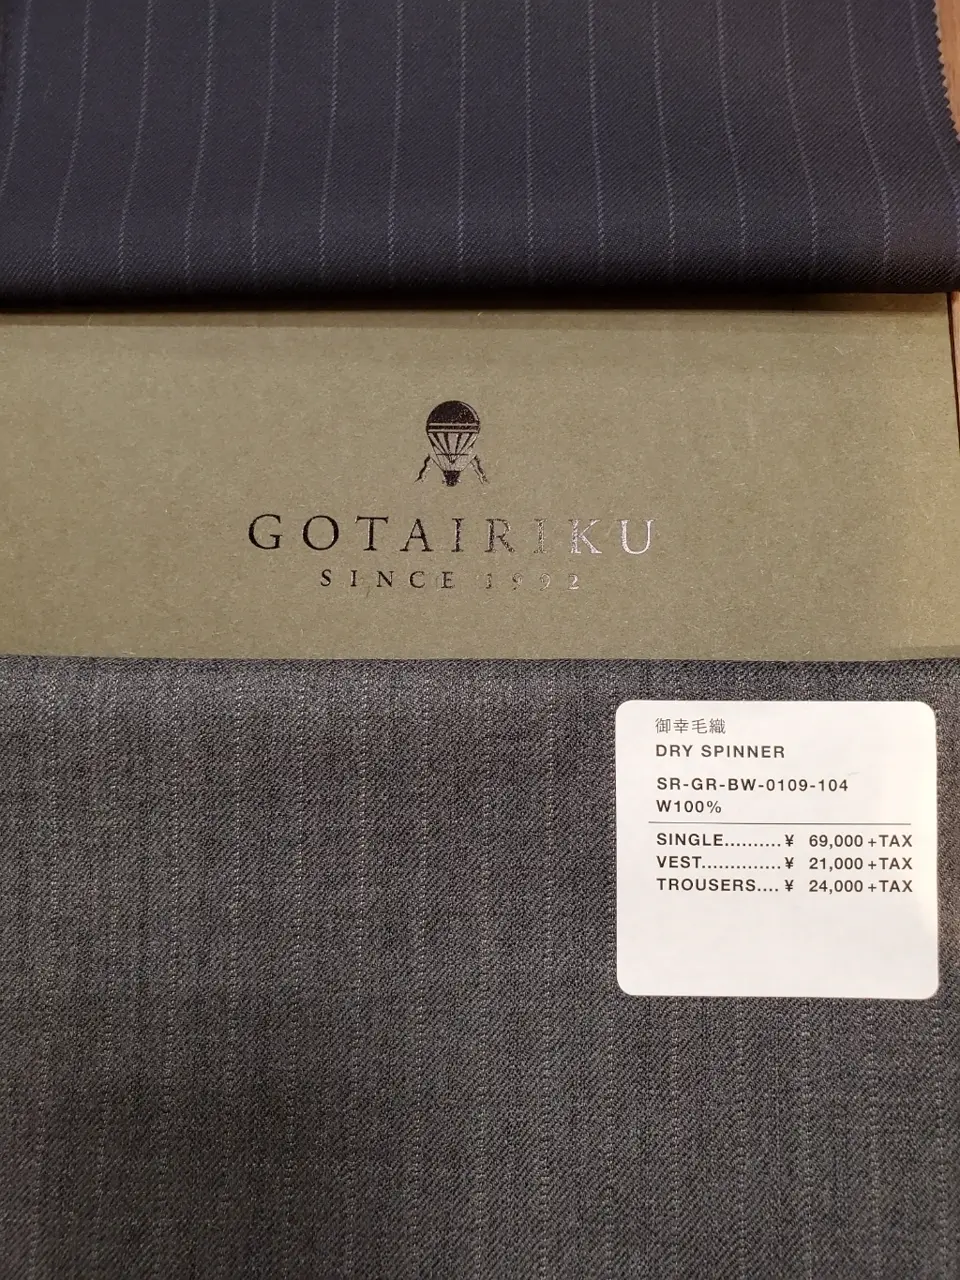 GOTAIRIKU
SINCE 1992
御幸毛織
DRY SPINNER
SR-GR-BW-0109-104
W100%
SINGLE..........¥ 69,000+TAX
VEST..............¥ 21,000+TAX
TROUSERS....¥ 24,000+TAX